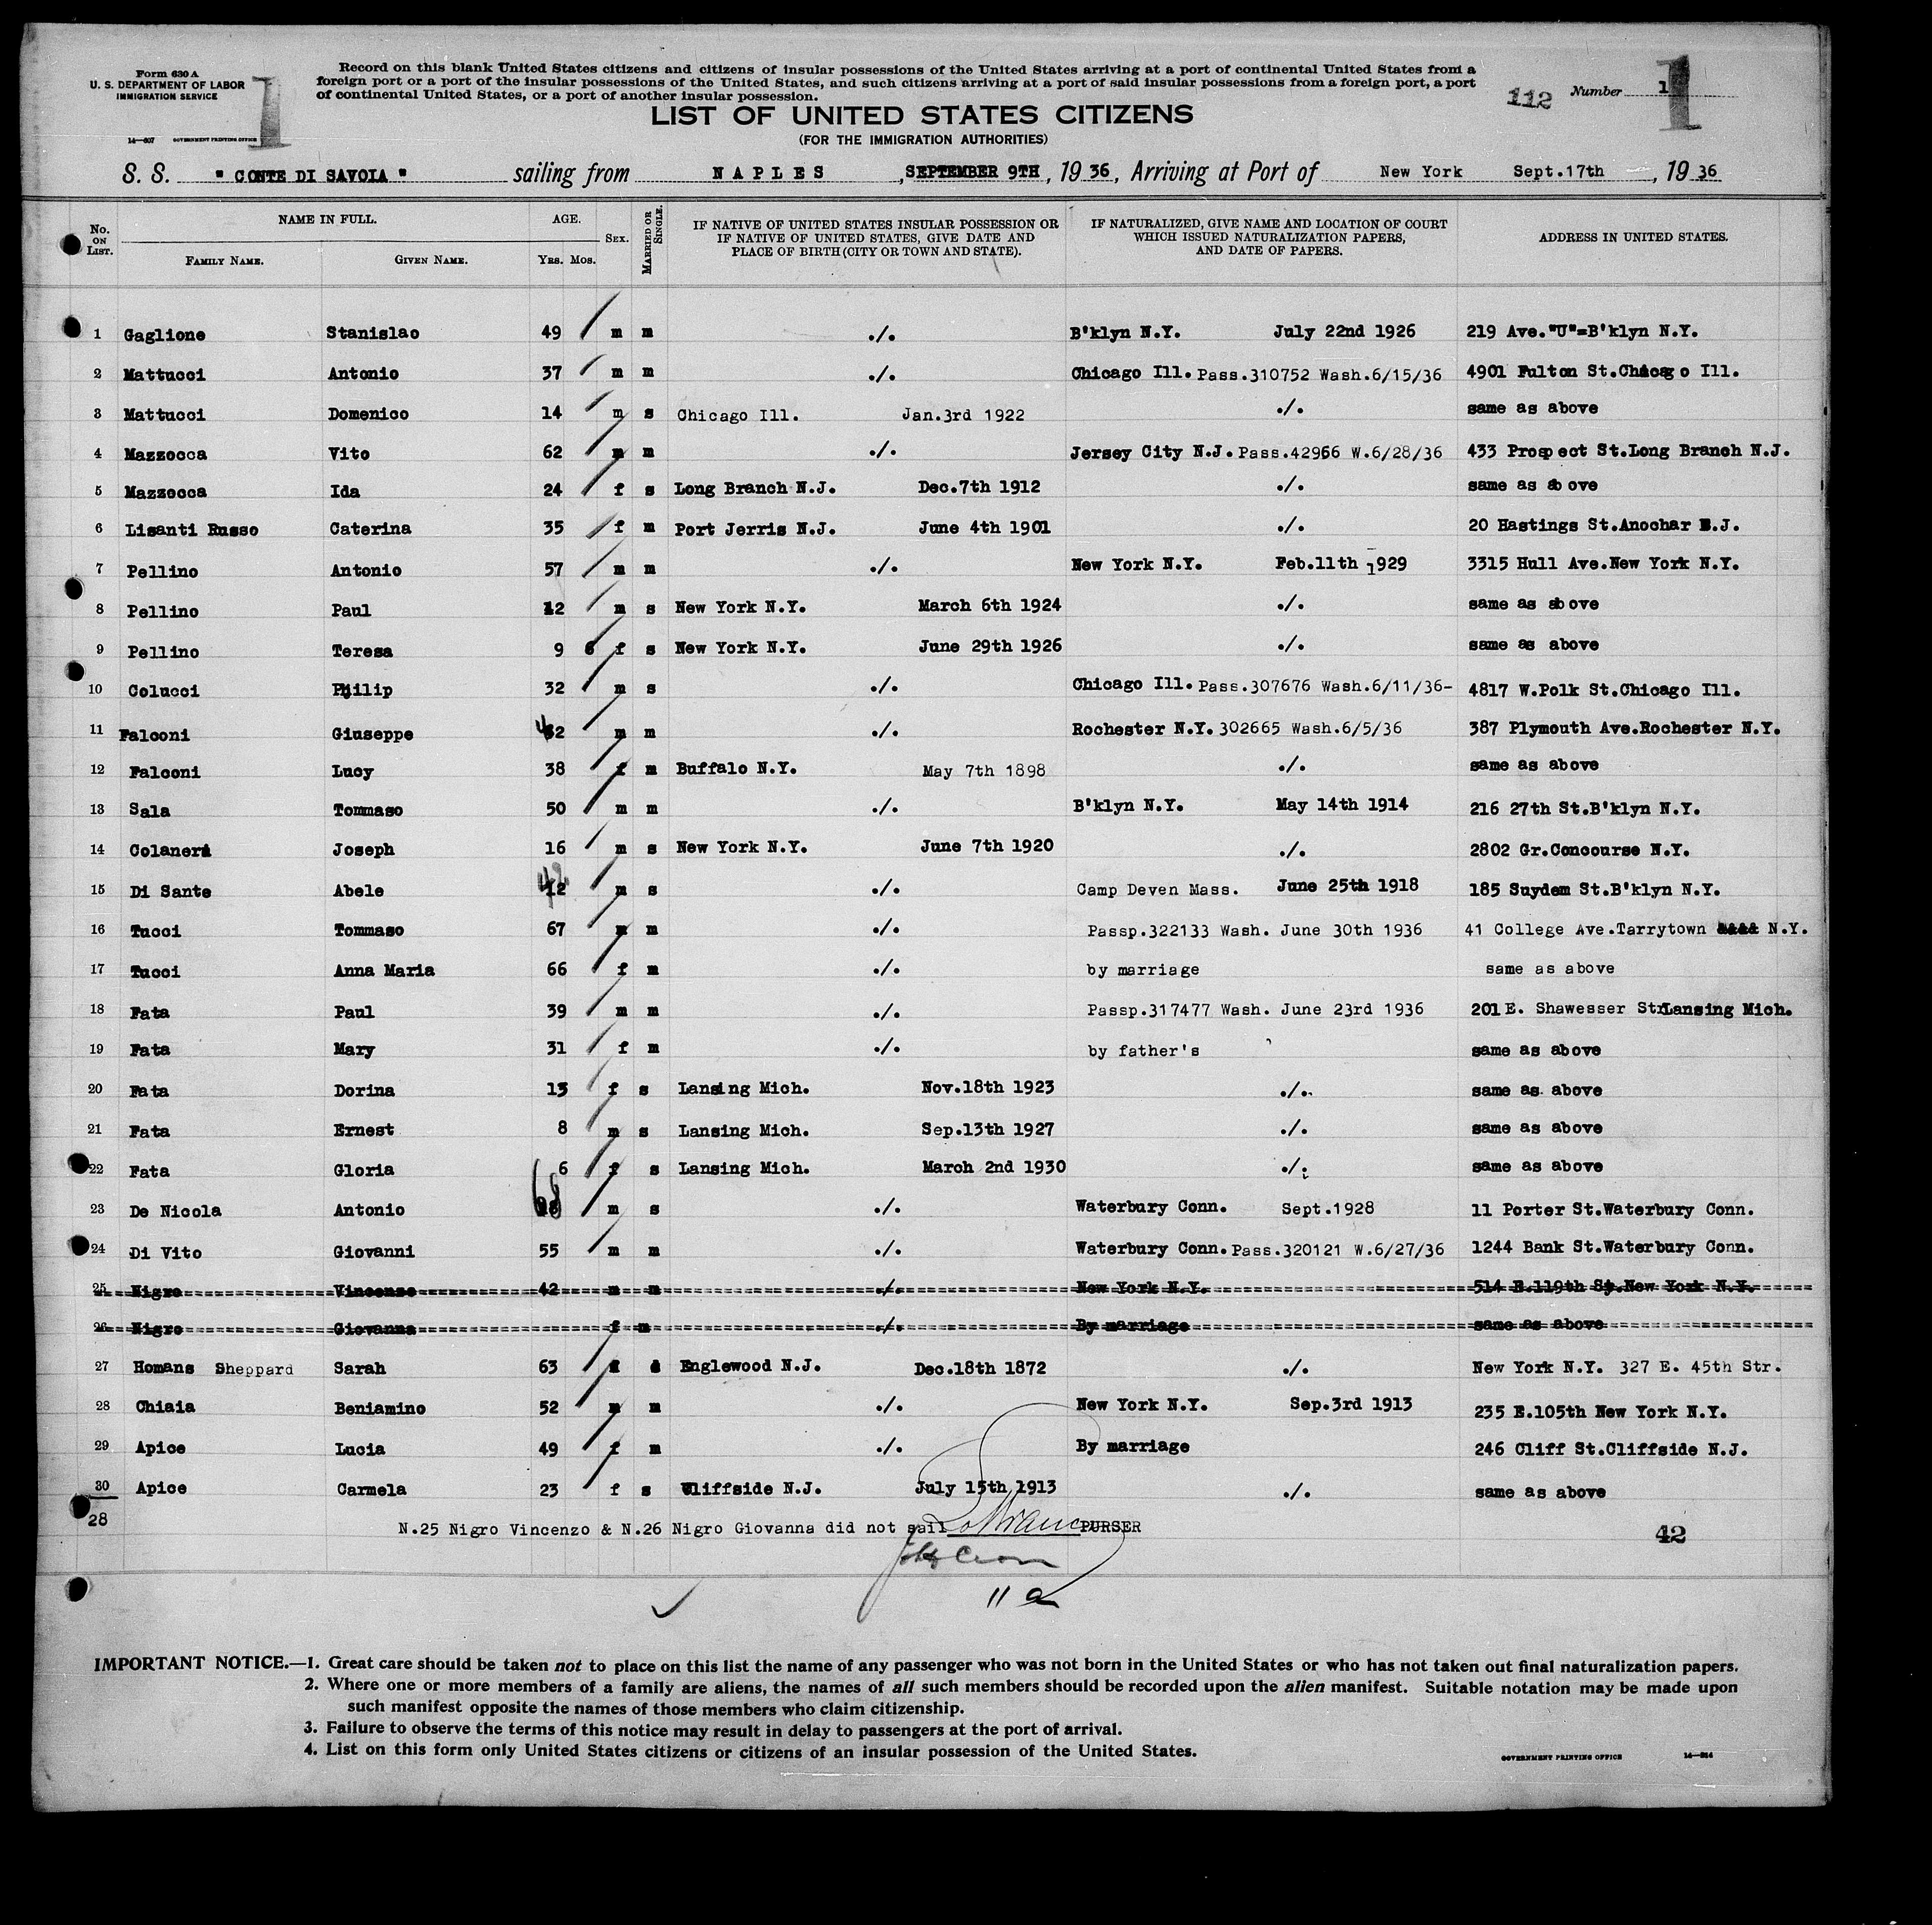 Form 630 A
U. S. DEPARTMENT OF LABOR
IMMIGRATION SERVICE
14—607 GOVERNMENT PRINTING OFFICE
1
Record on this blank United States citizens and citizens of insular possessions of the United States arriving at a port of continental United States from a
foreign port or a port of the insular possessions of the United States, and such citizens arriving at a port of said insular possessions from a foreign port, a port
of continental United States, or a port of another insular possession.
112 Number 1 1
LIST OF UNITED STATES CITIZENS
(FOR THE IMMIGRATION AUTHORITIES)
S. S. " CONTE DI SAVOIA " sailing from NAPLES , SEPTEMBER 9TH , 19 36 , Arriving at Port of New York Sept.17th , 19 36
No. ON LIST. NAME IN FULL. FAMILY NAME. GIVEN NAME. AGE. YRS. MOS. SEX. MARRIED OR SINGLE. IF NATIVE OF UNITED STATES INSULAR POSSESSION OR IF NATIVE OF UNITED STATES, GIVE DATE AND PLACE OF BIRTH (CITY OR TOWN AND STATE). IF NATURALIZED, GIVE NAME AND LOCATION OF COURT WHICH ISSUED NATURALIZATION PAPERS, AND DATE OF PAPERS. ADDRESS IN UNITED STATES.
1 Gaglione Stanislao 49 m m ./. B'klyn N.Y. July 22nd 1926 219 Ave."U"=B'klyn N.Y.
2 Mattucci Antonio 37 m m ./. Chicago Ill. Pass.310752 Wash.6/15/36 4901 Fulton St.Chicago Ill.
3 Mattucci Domenico 14 m s Chicago Ill. Jan.3rd 1922 ./. same as above
4 Mazzocca Vito 62 m m ./. Jersey City N.J. Pass.42966 W.6/28/36 433 Prospect St.Long Branch N.J.
5 Mazzocca Ida 24 f s Long Branch N.J. Dec.7th 1912 ./. same as above
6 Lisanti Russo Caterina 35 f m Port Jerris N.J. June 4th 1901 ./. 20 Hastings St.Anochar N.J.
7 Pellino Antonio 57 m m ./. New York N.Y. Feb.11th 1929 3315 Hull Ave.New York N.Y.
8 Pellino Paul 12 m s New York N.Y. March 6th 1924 ./. same as above
9 Pellino Teresa 9 6 f s New York N.Y. June 29th 1926 ./. same as above
10 Colucci Philip 32 m s ./. Chicago Ill. Pass.307676 Wash.6/11/36- 4817 W.Polk St.Chicago Ill.
11 Falconi Giuseppe 42 m m ./. Rochester N.Y. 302665 Wash.6/5/36 387 Plymouth Ave.Rochester N.Y.
12 Falconi Lucy 38 f m Buffalo N.Y. May 7th 1898 ./. same as above
13 Sala Tommaso 50 m m ./. B'klyn N.Y. May 14th 1914 216 27th St.B'klyn N.Y.
14 Colaneri Joseph 16 m s New York N.Y. June 7th 1920 ./. 2802 Gr.Concourse N.Y.
15 Di Sante Abele 42 m s ./. Camp Deven Mass. June 25th 1918 185 Suydem St.B'klyn N.Y.
16 Tucci Tommaso 67 m m ./. Passp.322133 Wash. June 30th 1936 41 College Ave.Tarrytown N.Y.
17 Tucci Anna Maria 66 f m ./. by marriage same as above
18 Fata Paul 39 m m ./. Passp.317477 Wash. June 23rd 1936 201 E. Shawesser Str.Lansing Mich.
19 Fata Mary 31 f m ./. by father's same as above
20 Fata Dorina 13 f s Lansing Mich. Nov.18th 1923 ./. same as above
21 Fata Ernest 8 m s Lansing Mich. Sep.13th 1927 ./. same as above
22 Fata Gloria 6 f s Lansing Mich. March 2nd 1930 ./. same as above
23 De Nicola Antonio 68 m s ./. Waterbury Conn. Sept.1928 11 Porter St.Waterbury Conn.
24 Di Vito Giovanni 55 m m ./. Waterbury Conn. Pass.320121 W.6/27/36 1244 Bank St.Waterbury Conn.
25 Nigro Vincenzo 42 m m ./. New York N.Y. 514 E.119th St.New York N.Y.
26 Nigro Giovanna f m ./. By marriage same as above
27 Homans Sheppard Sarah 63 f Englewood N.J. Dec.18th 1872 ./. New York N.Y. 327 E. 45th Str.
28 Chiaia Beniamino 52 m m ./. New York N.Y. Sep.3rd 1913 235 E.105th New York N.Y.
29 Apice Lucia 49 f m ./. By marriage 246 Cliff St.Cliffside N.J.
30 Apice Carmela 23 f s Cliffside N.J. July 15th 1913 ./. same as above
28 N.25 Nigro Vincenzo & N.26 Nigro Giovanna did not sail PURSER 42
11 a
IMPORTANT NOTICE.—1. Great care should be taken not to place on this list the name of any passenger who was not born in the United States or who has not taken out final naturalization papers.
2. Where one or more members of a family are aliens, the names of all such members should be recorded upon the alien manifest. Suitable notation may be made upon
such manifest opposite the names of those members who claim citizenship.
3. Failure to observe the terms of this notice may result in delay to passengers at the port of arrival.
4. List on this form only United States citizens or citizens of an insular possession of the United States.
GOVERNMENT PRINTING OFFICE 14—614